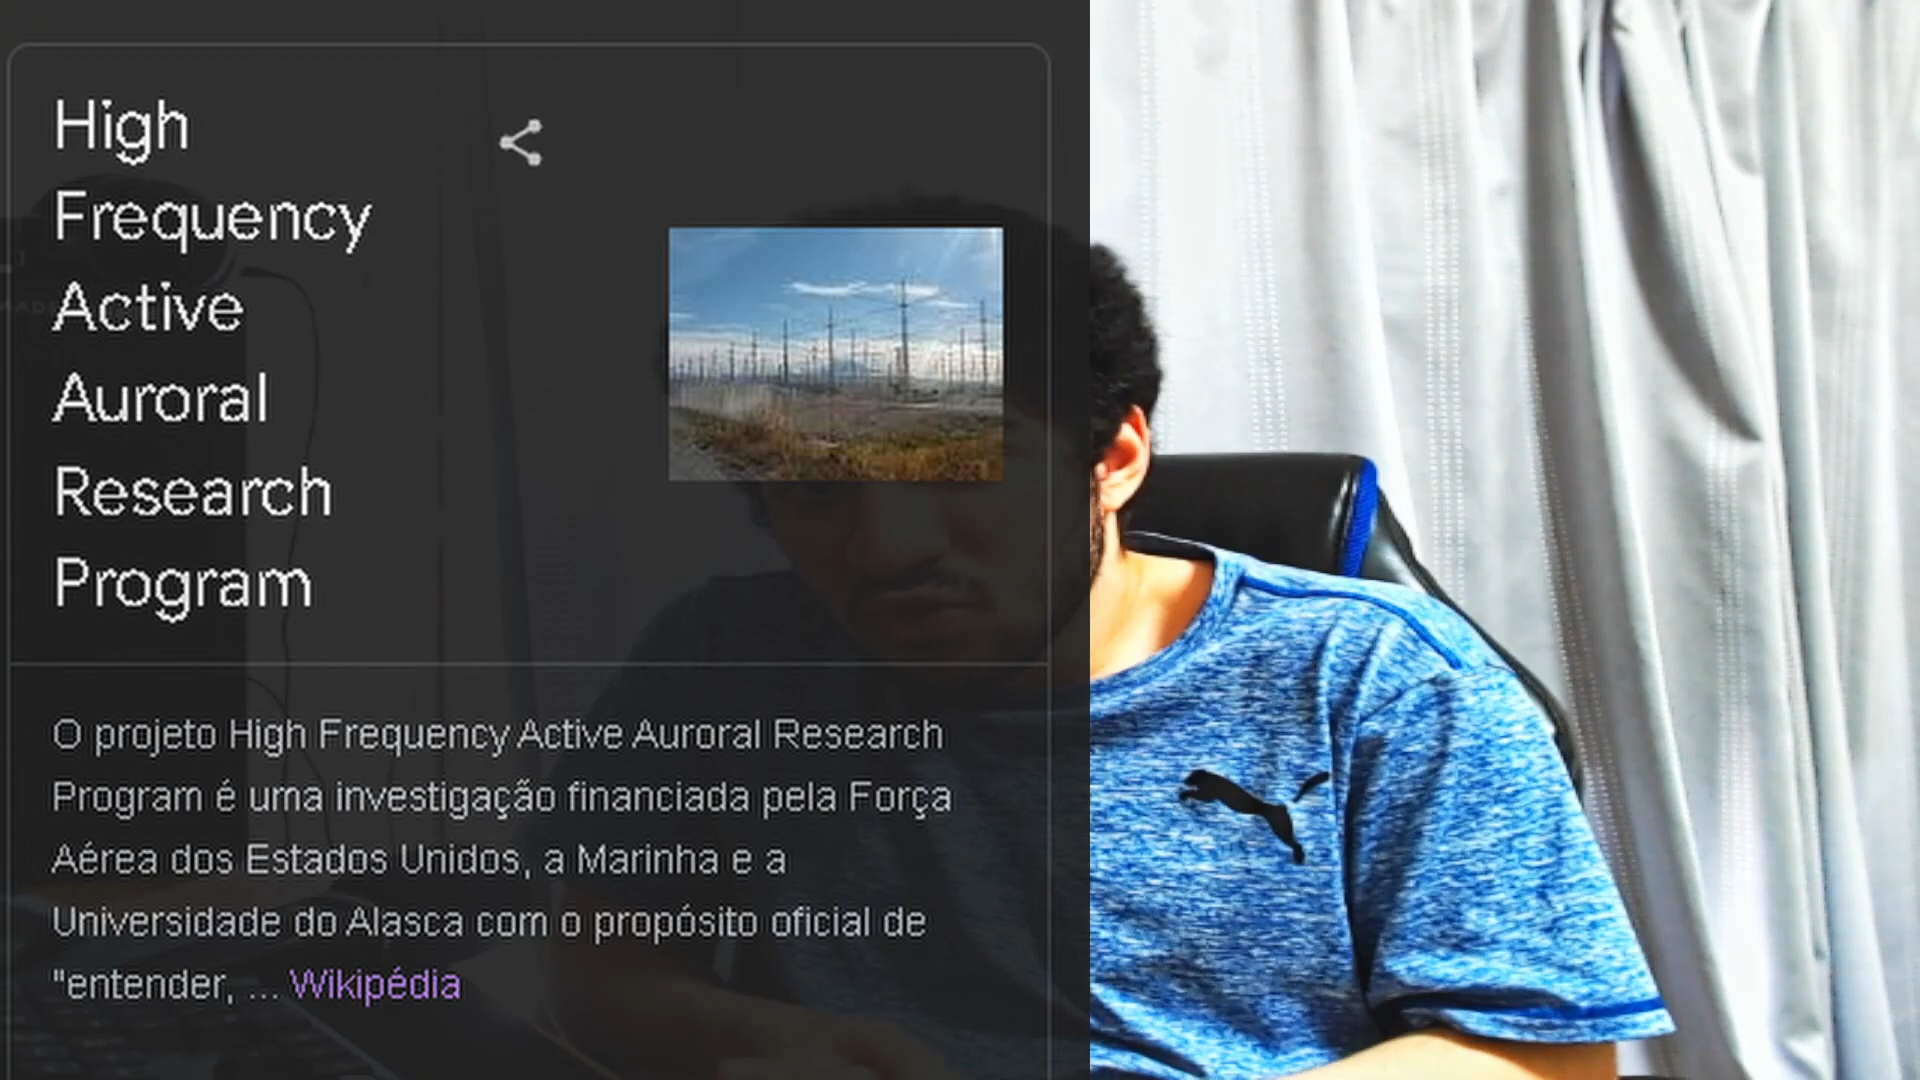 High
Frequency
Active
Auroral
Research
Program
O projeto High Frequency Active Auroral Research
Program é uma investigação financiada pela Força
Aérea dos Estados Unidos, a Marinha e a
Universidade do Alasca com o propósito oficial de
"entender, ... Wikipédia